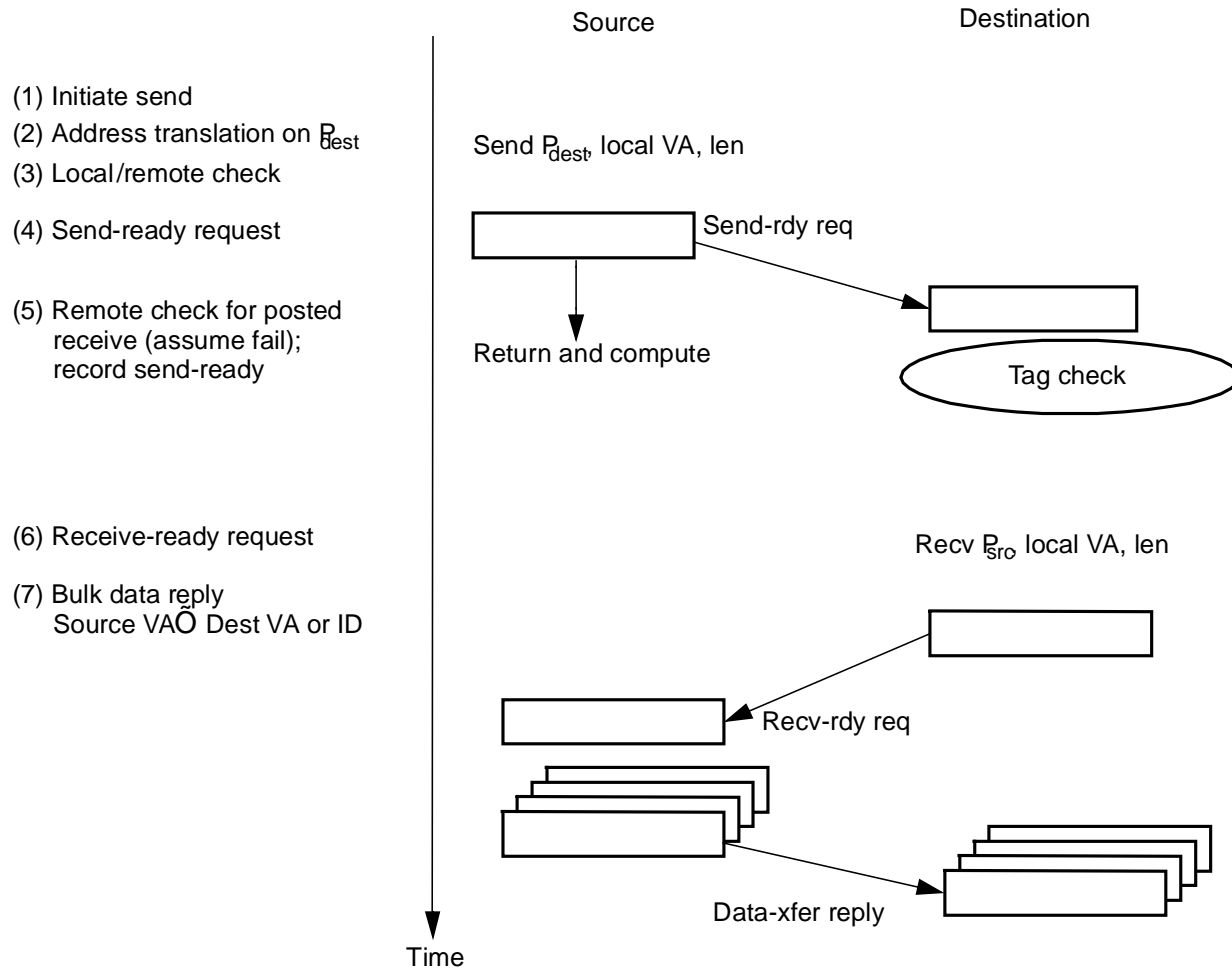 Source
Destination
(1) Initiate send
(2) Address translation on Pdest
(3) Local/remote check
Send Pdest, local VA, len
(4) Send-ready request
Send-rdy req
(5) Remote check for posted
receive (assume fail);
record send-ready
Return and compute
Tag check
(6) Receive-ready request
Recv Psrc, local VA, len
(7) Bulk data reply
Source VAÕ Dest VA or ID
Recv-rdy req
Data-xfer reply
Time